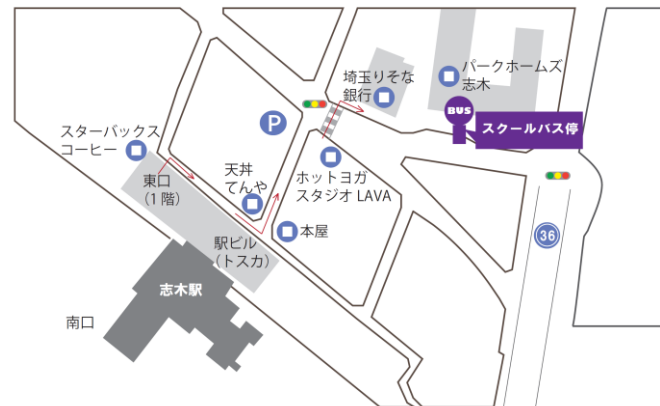 埼玉りそな
銀行
パークホームズ
志木
BUS
スクールバス停
P
スターバックス
コーヒー
東口
(1階)
天丼
てんや
ホットヨガ
スタジオ LAVA
本屋
36
駅ビル
(トスカ)
志木駅
南口